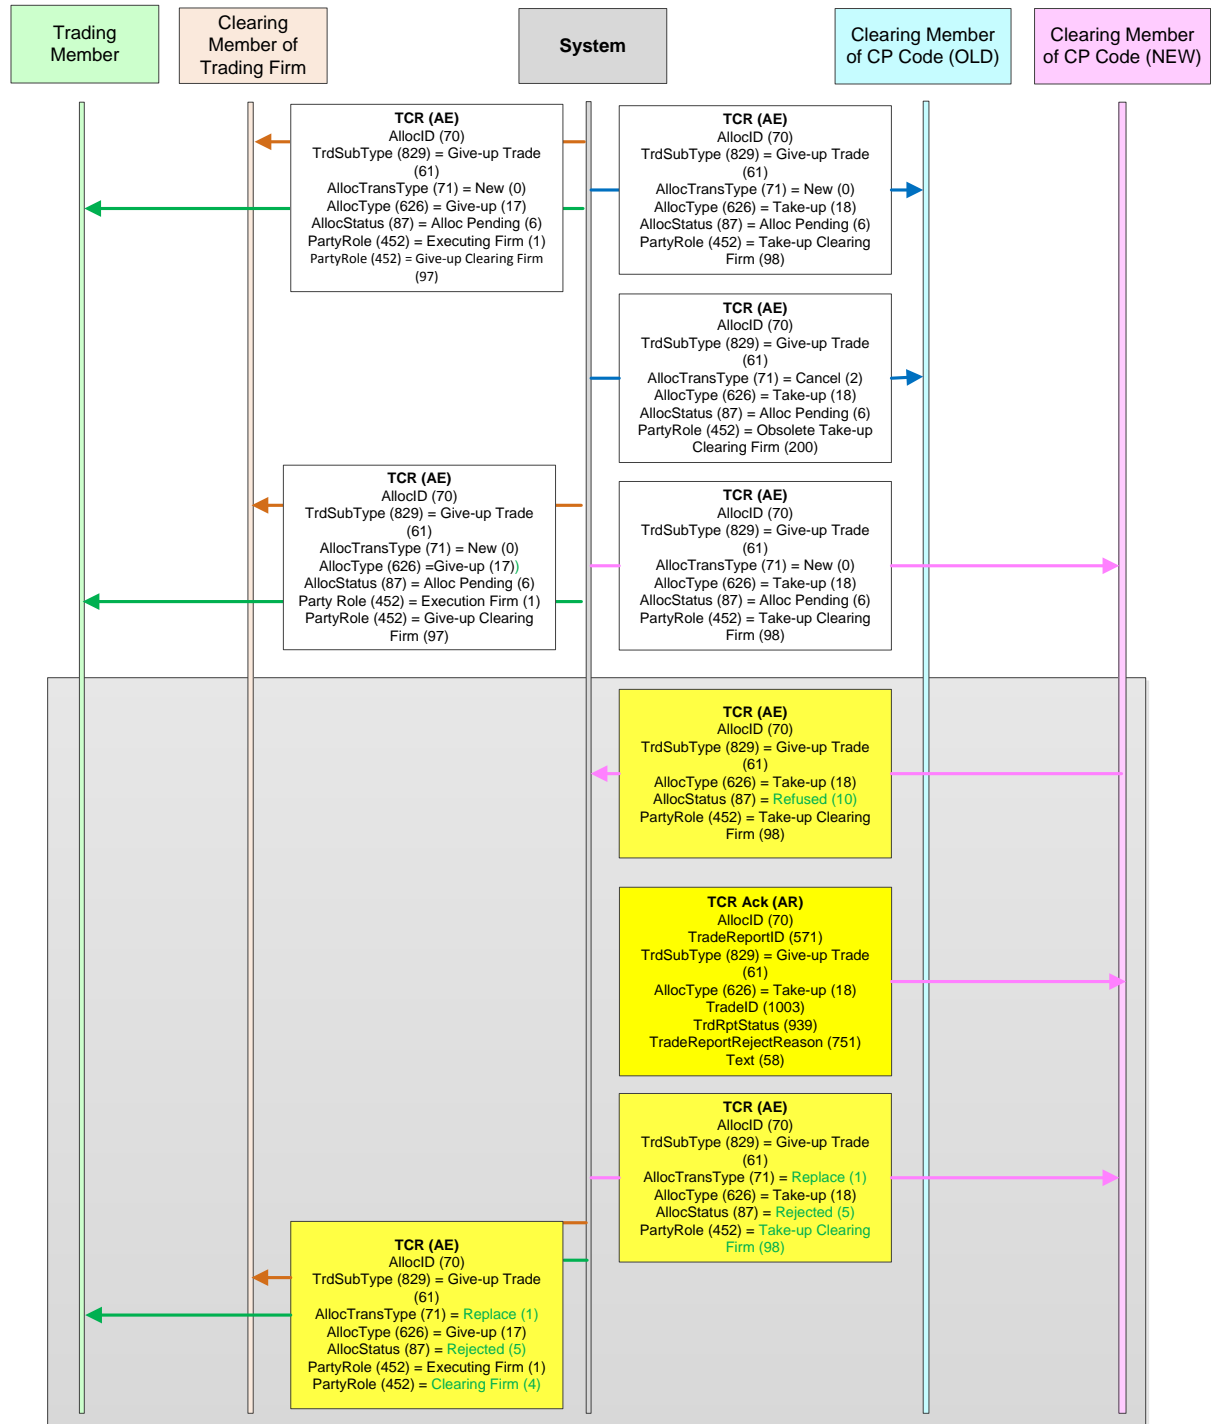 Trading
Member
Clearing
Member of
Trading Firm
System
Clearing Member
of CP Code (OLD)
Clearing Member
of CP Code (NEW)
TCR (AE)
AllocID (70)
TrdSubType (829) = Give-up Trade
(61)
AllocTransType (71) = New (0)
AllocType (626) = Give-up (17)
AllocStatus (87) = Alloc Pending (6)
PartyRole (452) = Executing Firm (1)
PartyRole (452) = Give-up Clearing Firm
(97)
TCR (AE)
AllocID (70)
TrdSubType (829) = Give-up Trade
(61)
AllocTransType (71) = New (0)
AllocType (626) = Take-up (18)
AllocStatus (87) = Alloc Pending (6)
PartyRole (452) = Take-up Clearing
Firm (98)
TCR (AE)
AllocID (70)
TrdSubType (829) = Give-up Trade
(61)
AllocTransType (71) = Cancel (2)
AllocType (626) = Take-up (18)
AllocStatus (87) = Alloc Pending (6)
PartyRole (452) = Obsolete Take-up
Clearing Firm (200)
TCR (AE)
AllocID (70)
TrdSubType (829) = Give-up Trade
(61)
AllocTransType (71) = New (0)
AllocType (626) =Give-up (17))
AllocStatus (87) = Alloc Pending (6)
Party Role (452) = Execution Firm (1)
PartyRole (452) = Give-up Clearing
Firm (97)
TCR (AE)
AllocID (70)
TrdSubType (829) = Give-up Trade
(61)
AllocTransType (71) = New (0)
AllocType (626) = Take-up (18)
AllocStatus (87) = Alloc Pending (6)
PartyRole (452) = Take-up Clearing
Firm (98)
TCR (AE)
AllocID (70)
TrdSubType (829) = Give-up Trade
(61)
AllocType (626) = Take-up (18)
AllocStatus (87) = Refused (10)
PartyRole (452) = Take-up Clearing
Firm (98)
TCR Ack (AR)
AllocID (70)
TradeReportID (571)
TrdSubType (829) = Give-up Trade
(61)
AllocType (626) = Take-up (18)
TradeID (1003)
TrdRptStatus (939)
TradeReportRejectReason (751)
Text (58)
TCR (AE)
AllocID (70)
TrdSubType (829) = Give-up Trade
(61)
AllocTransType (71) = Replace (1)
AllocType (626) = Take-up (18)
AllocStatus (87) = Rejected (5)
PartyRole (452) = Take-up Clearing
Firm (98)
TCR (AE)
AllocID (70)
TrdSubType (829) = Give-up Trade
(61)
AllocTransType (71) = Replace (1)
AllocType (626) = Give-up (17)
AllocStatus (87) = Rejected (5)
PartyRole (452) = Executing Firm (1)
PartyRole (452) = Clearing Firm (4)